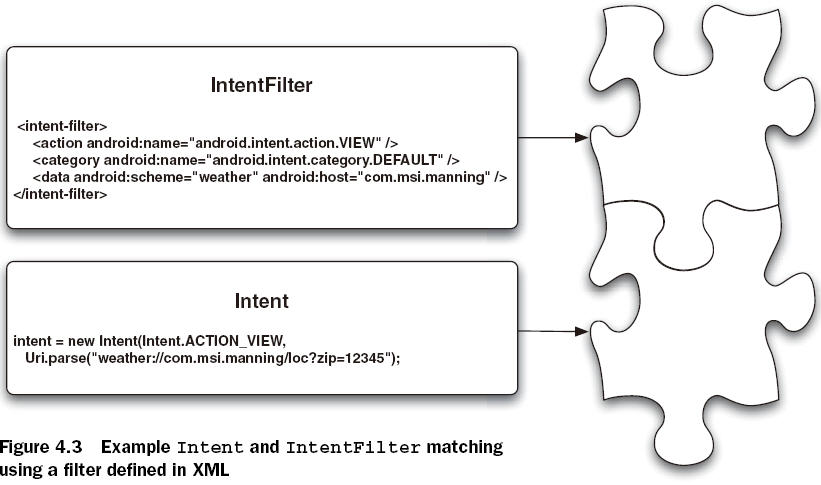 IntentFilter
<intent-filter>
<action android:name="android.intent.action.VIEW" />
<category android:name="android.intent.category.DEFAULT" />
<data android:scheme="weather" android:host="com.msi.manning" />
</intent-filter>
Intent
intent = new Intent(Intent.ACTION_VIEW,
Uri.parse("weather://com.msi.manning/loc?zip=12345");
Figure 4.3 Example Intent and IntentFilter matching
using a filter defined in XML